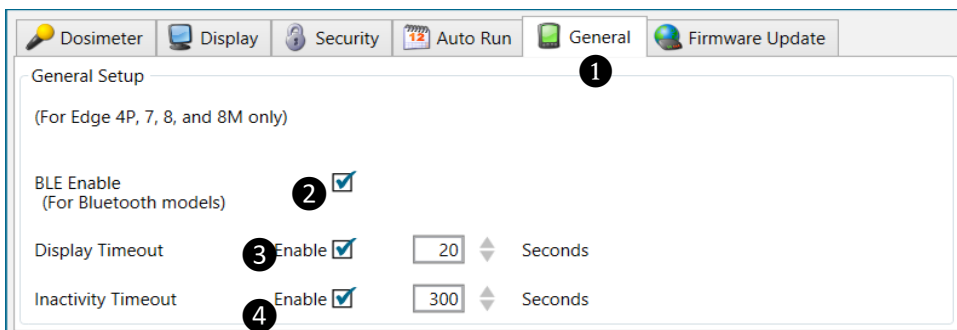 Dosimeter Display Security 12 Auto Run General Firmware Update
1
General Setup
(For Edge 4P, 7, 8, and 8M only)
BLE Enable 2
(For Bluetooth models)
Display Timeout 3 Enable 20 Seconds
Inactivity Timeout 4 Enable 300 Seconds